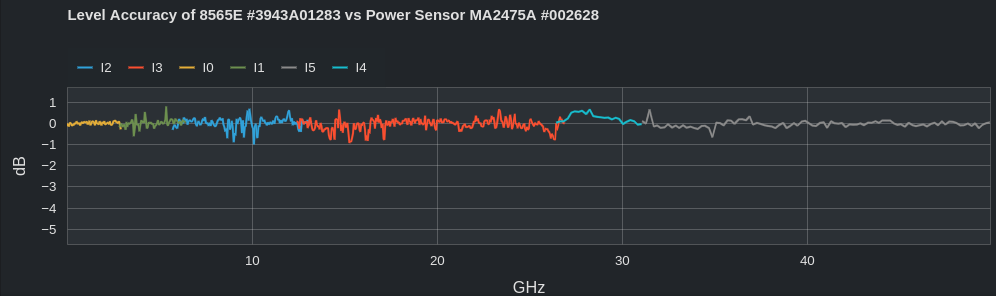 Level Accuracy of 8565E #3943A01283 vs Power Sensor MA2475A #002628
I2 I3 I0 I1 I5 I4
1
0
−1
−2
−3
−4
−5
dB
10 20 30 40
GHz